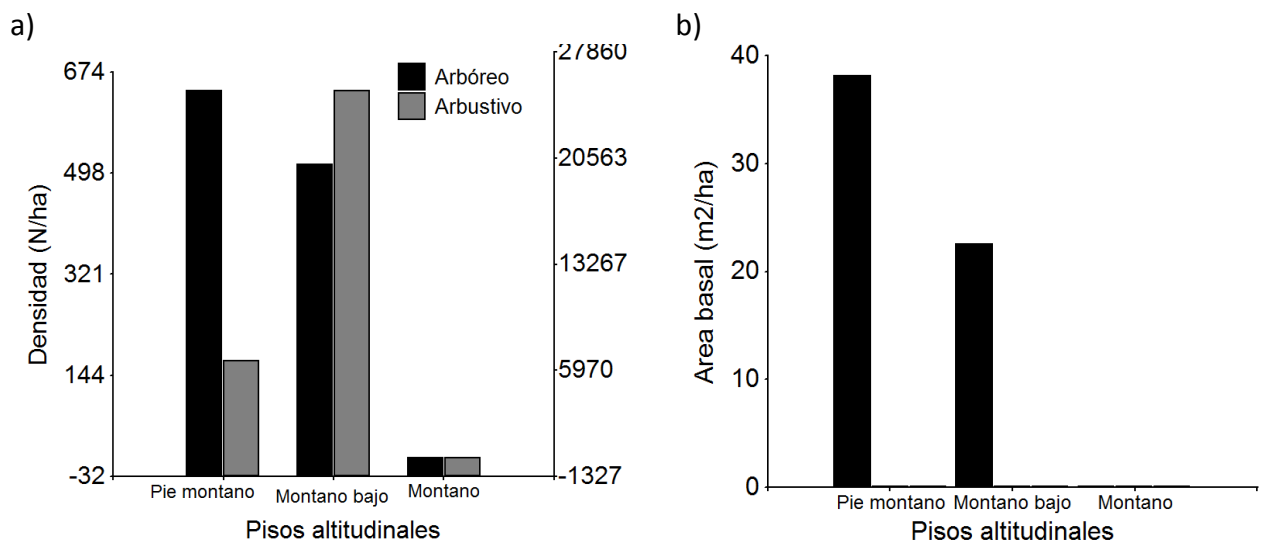 a)
Densidad (N/ha)
674
498
321
144
-32
27860
20563
13267
5970
-1327
Arbóreo
Arbustivo
Pie montano
Montano bajo
Montano
Pisos altitudinales
b)
Area basal (m2/ha)
40
30
20
10
0
Pie montano
Montano bajo
Montano
Pisos altitudinales